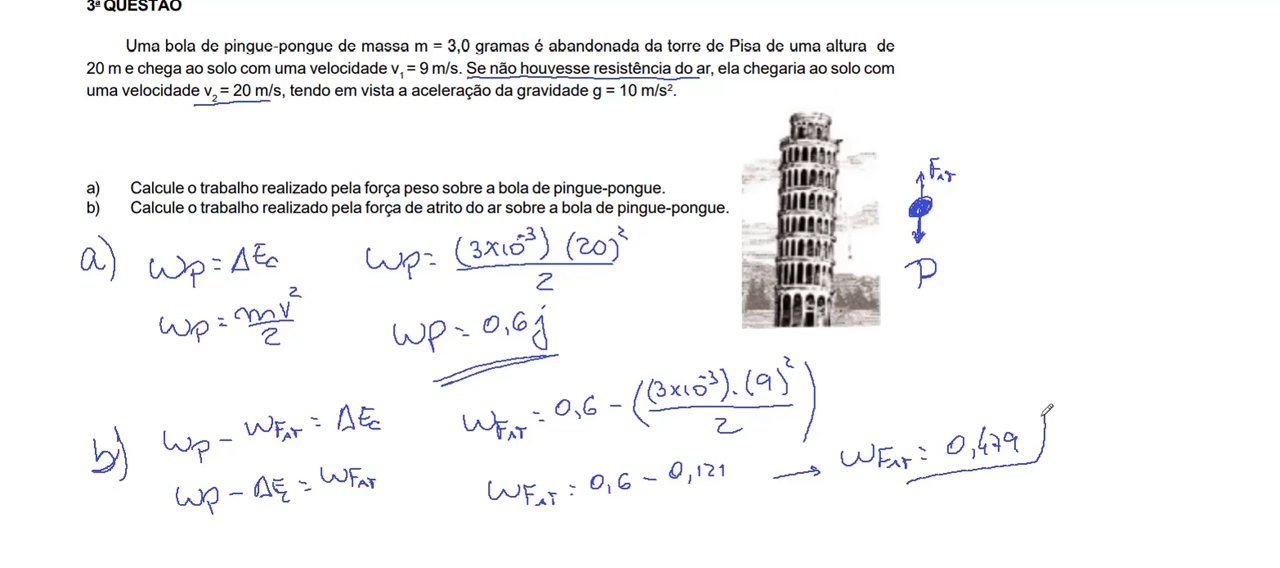 3ª QUESTÃO
Uma bola de pingue-pongue de massa m = 3,0 gramas é abandonada da torre de Pisa de uma altura de
20 m e chega ao solo com uma velocidade v₁ = 9 m/s. Se não houvesse resistência do ar, ela chegaria ao solo com
uma velocidade v₂ = 20 m/s, tendo em vista a aceleração da gravidade g = 10 m/s².
a) Calcule o trabalho realizado pela força peso sobre a bola de pingue-pongue.
b) Calcule o trabalho realizado pela força de atrito do ar sobre a bola de pingue-pongue.
FAT
P
a) Wp = ΔEc
Wp = mv²/2
Wp = (3x10⁻³) (20)²/2
Wp = 0,6j
b) Wp - WFAT = ΔEc
Wp - ΔEc = WFAT
WFAT = 0,6 - ((3x10⁻³).(9)²/2)
WFAT = 0,6 - 0,121 → WFAT = 0,479 J